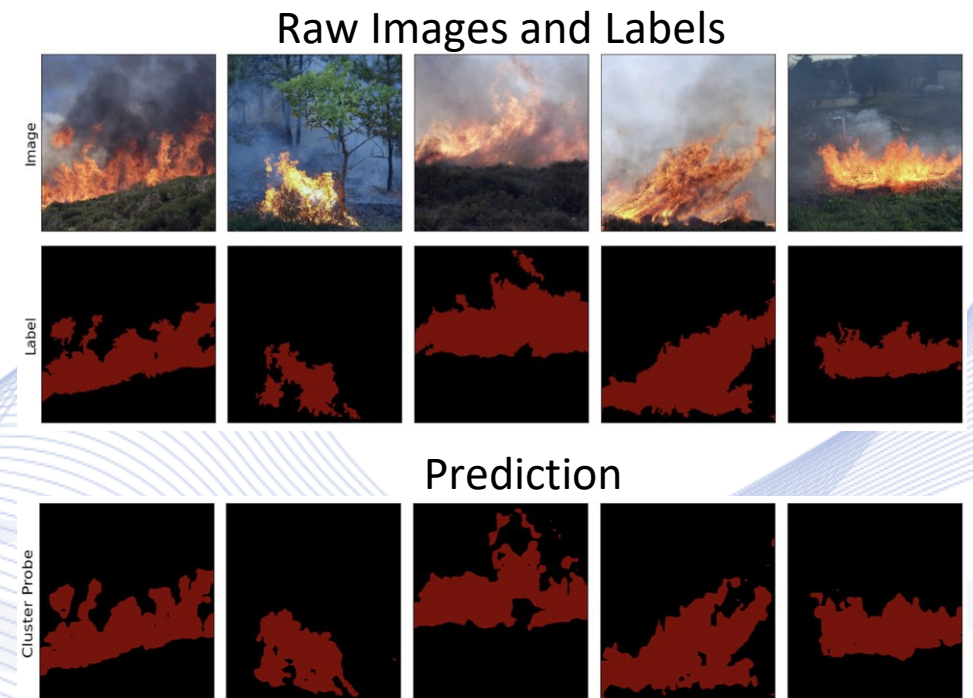 Raw Images and Labels
Image
Label
Prediction
Cluster Probe